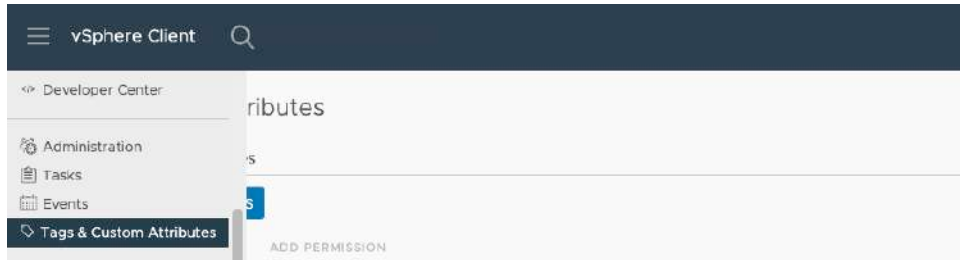 vSphere Client
Developer Center
ributes
Administration
s
Tasks
Events
S
Tags & Custom Attributes
ADD PERMISSION